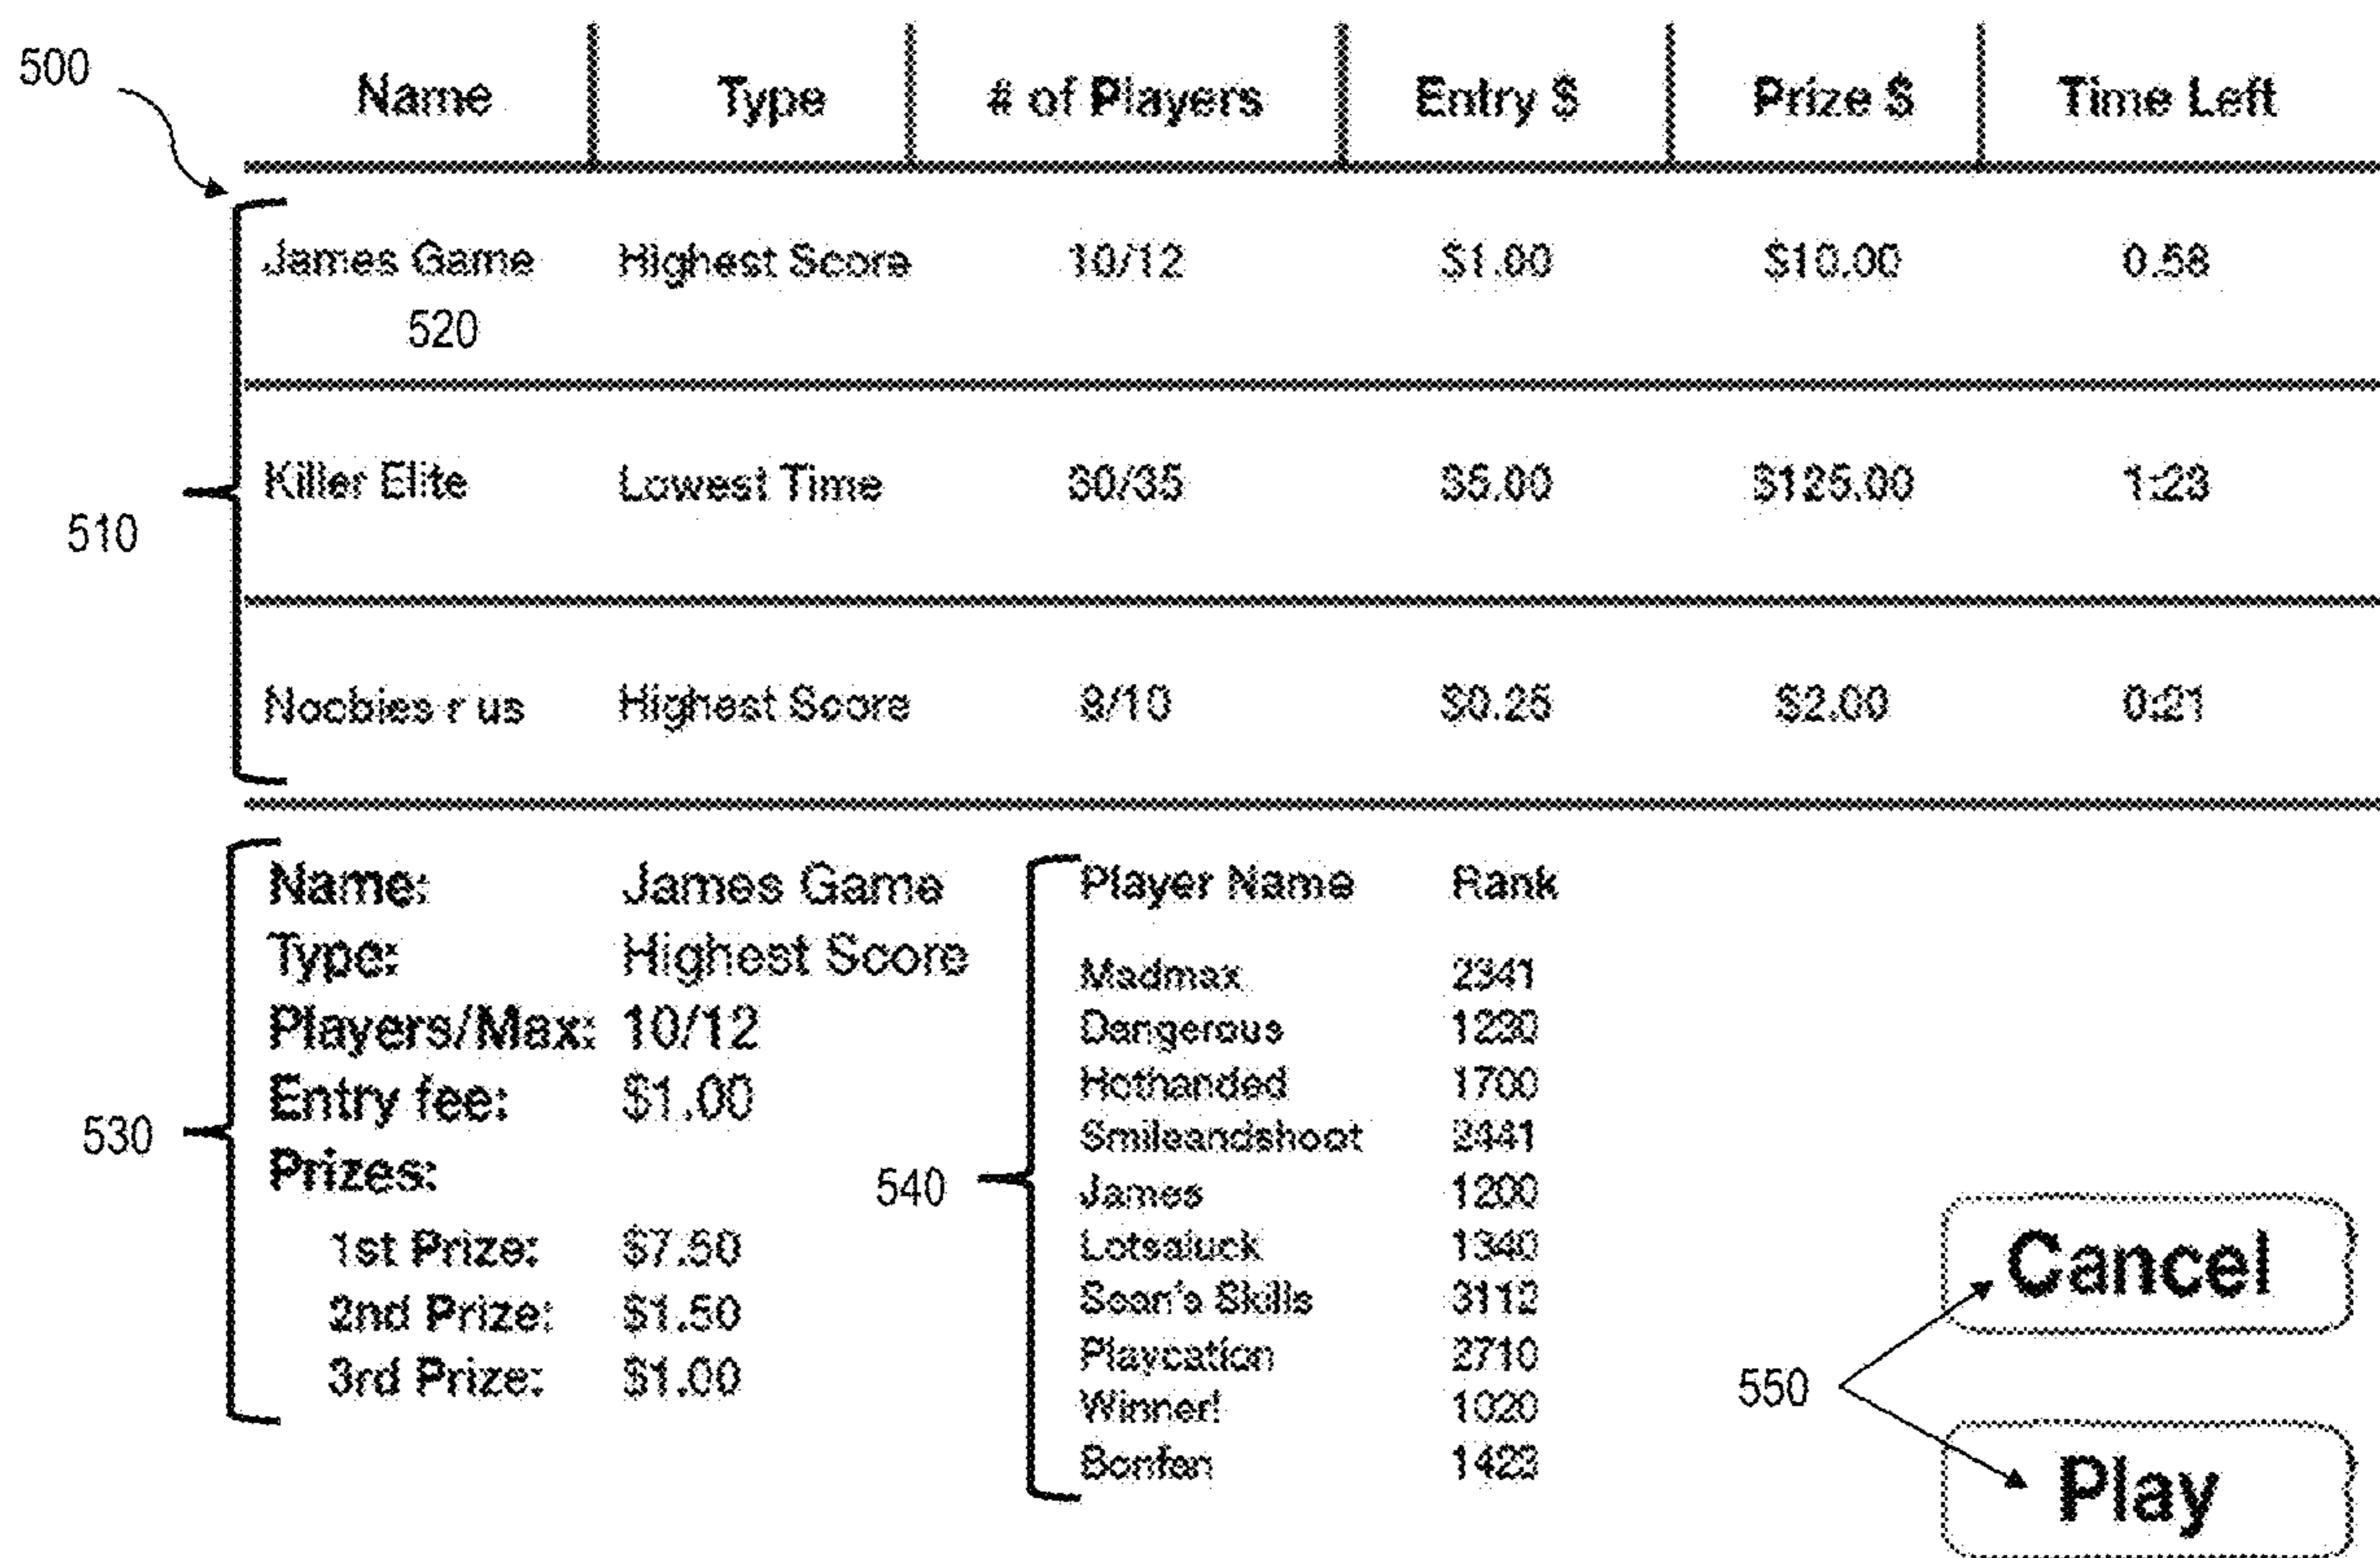 500 Name Type # of Players Entry $ Prize $ Time Left
James Game Highest Score 10/12 $1.00 $10.00 0:58
520
Killer Elite Lowest Time 30/35 $5.00 $125.00 1:23
510
Noobies r us Highest Score 8/10 $0.25 $2.00 0:21
Name: James Game
Type: Highest Score
Players/Max: 10/12
Entry fee: $1.00
Prizes:
1st Prize: $7.50
2nd Prize: $1.50
3rd Prize: $1.00
530
Player Name Rank
Madmax 2341
Dangerous 1230
Hothanded 1700
Smileandshoot 2441
James 1200
Lotsaluck 1340
Sean's Skills 3112
Playcation 2710
Winner! 1020
Bonfan 1423
540
Cancel
550
Play